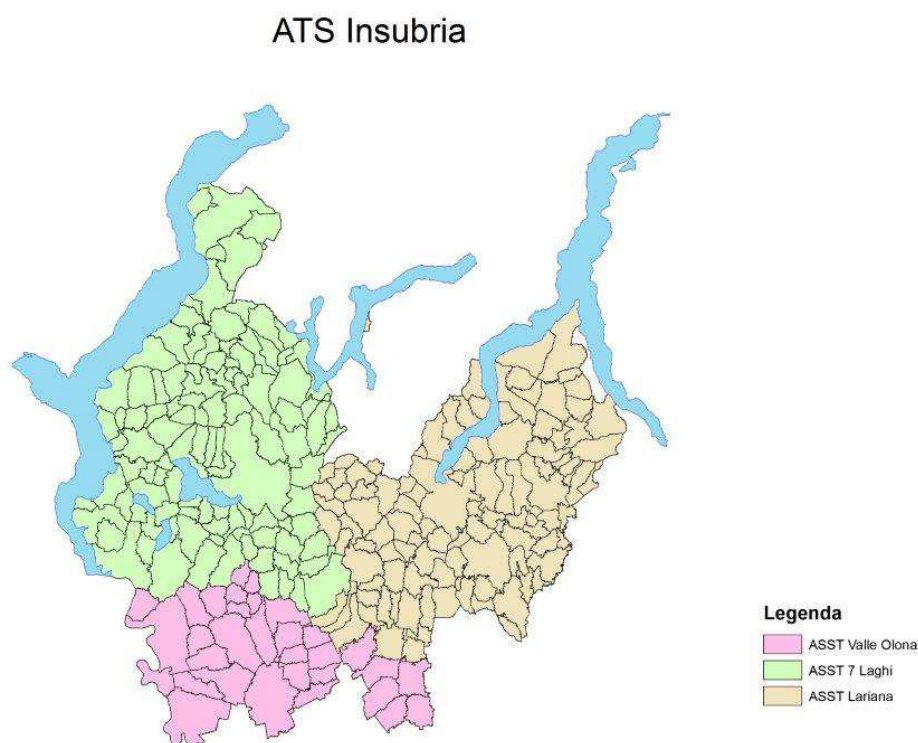 ATS Insubria
Legenda
ASST Valle Olona
ASST 7 Laghi
ASST Lariana